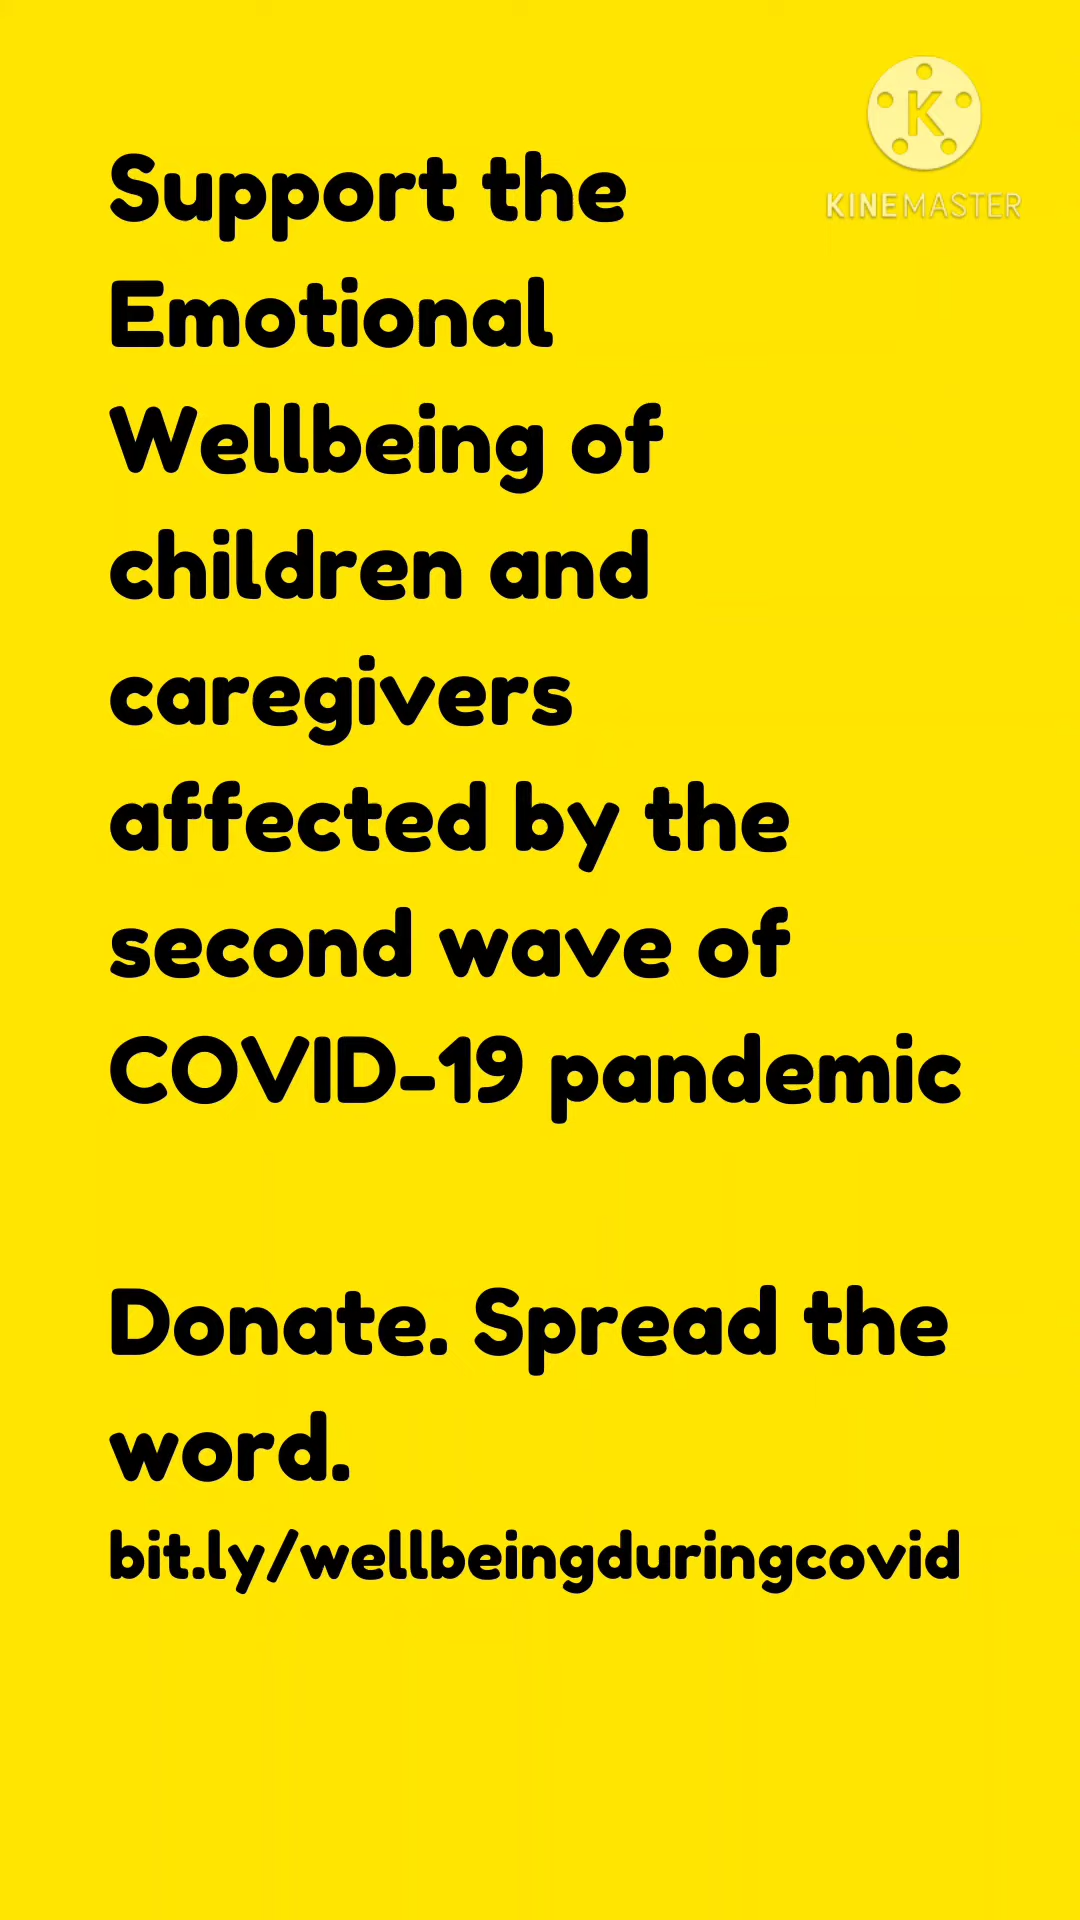 K
KINEMASTER
Support the
Emotional
Wellbeing of
children and
caregivers
affected by the
second wave of
COVID-19 pandemic
Donate. Spread the
word.
bit.ly/wellbeingduringcovid